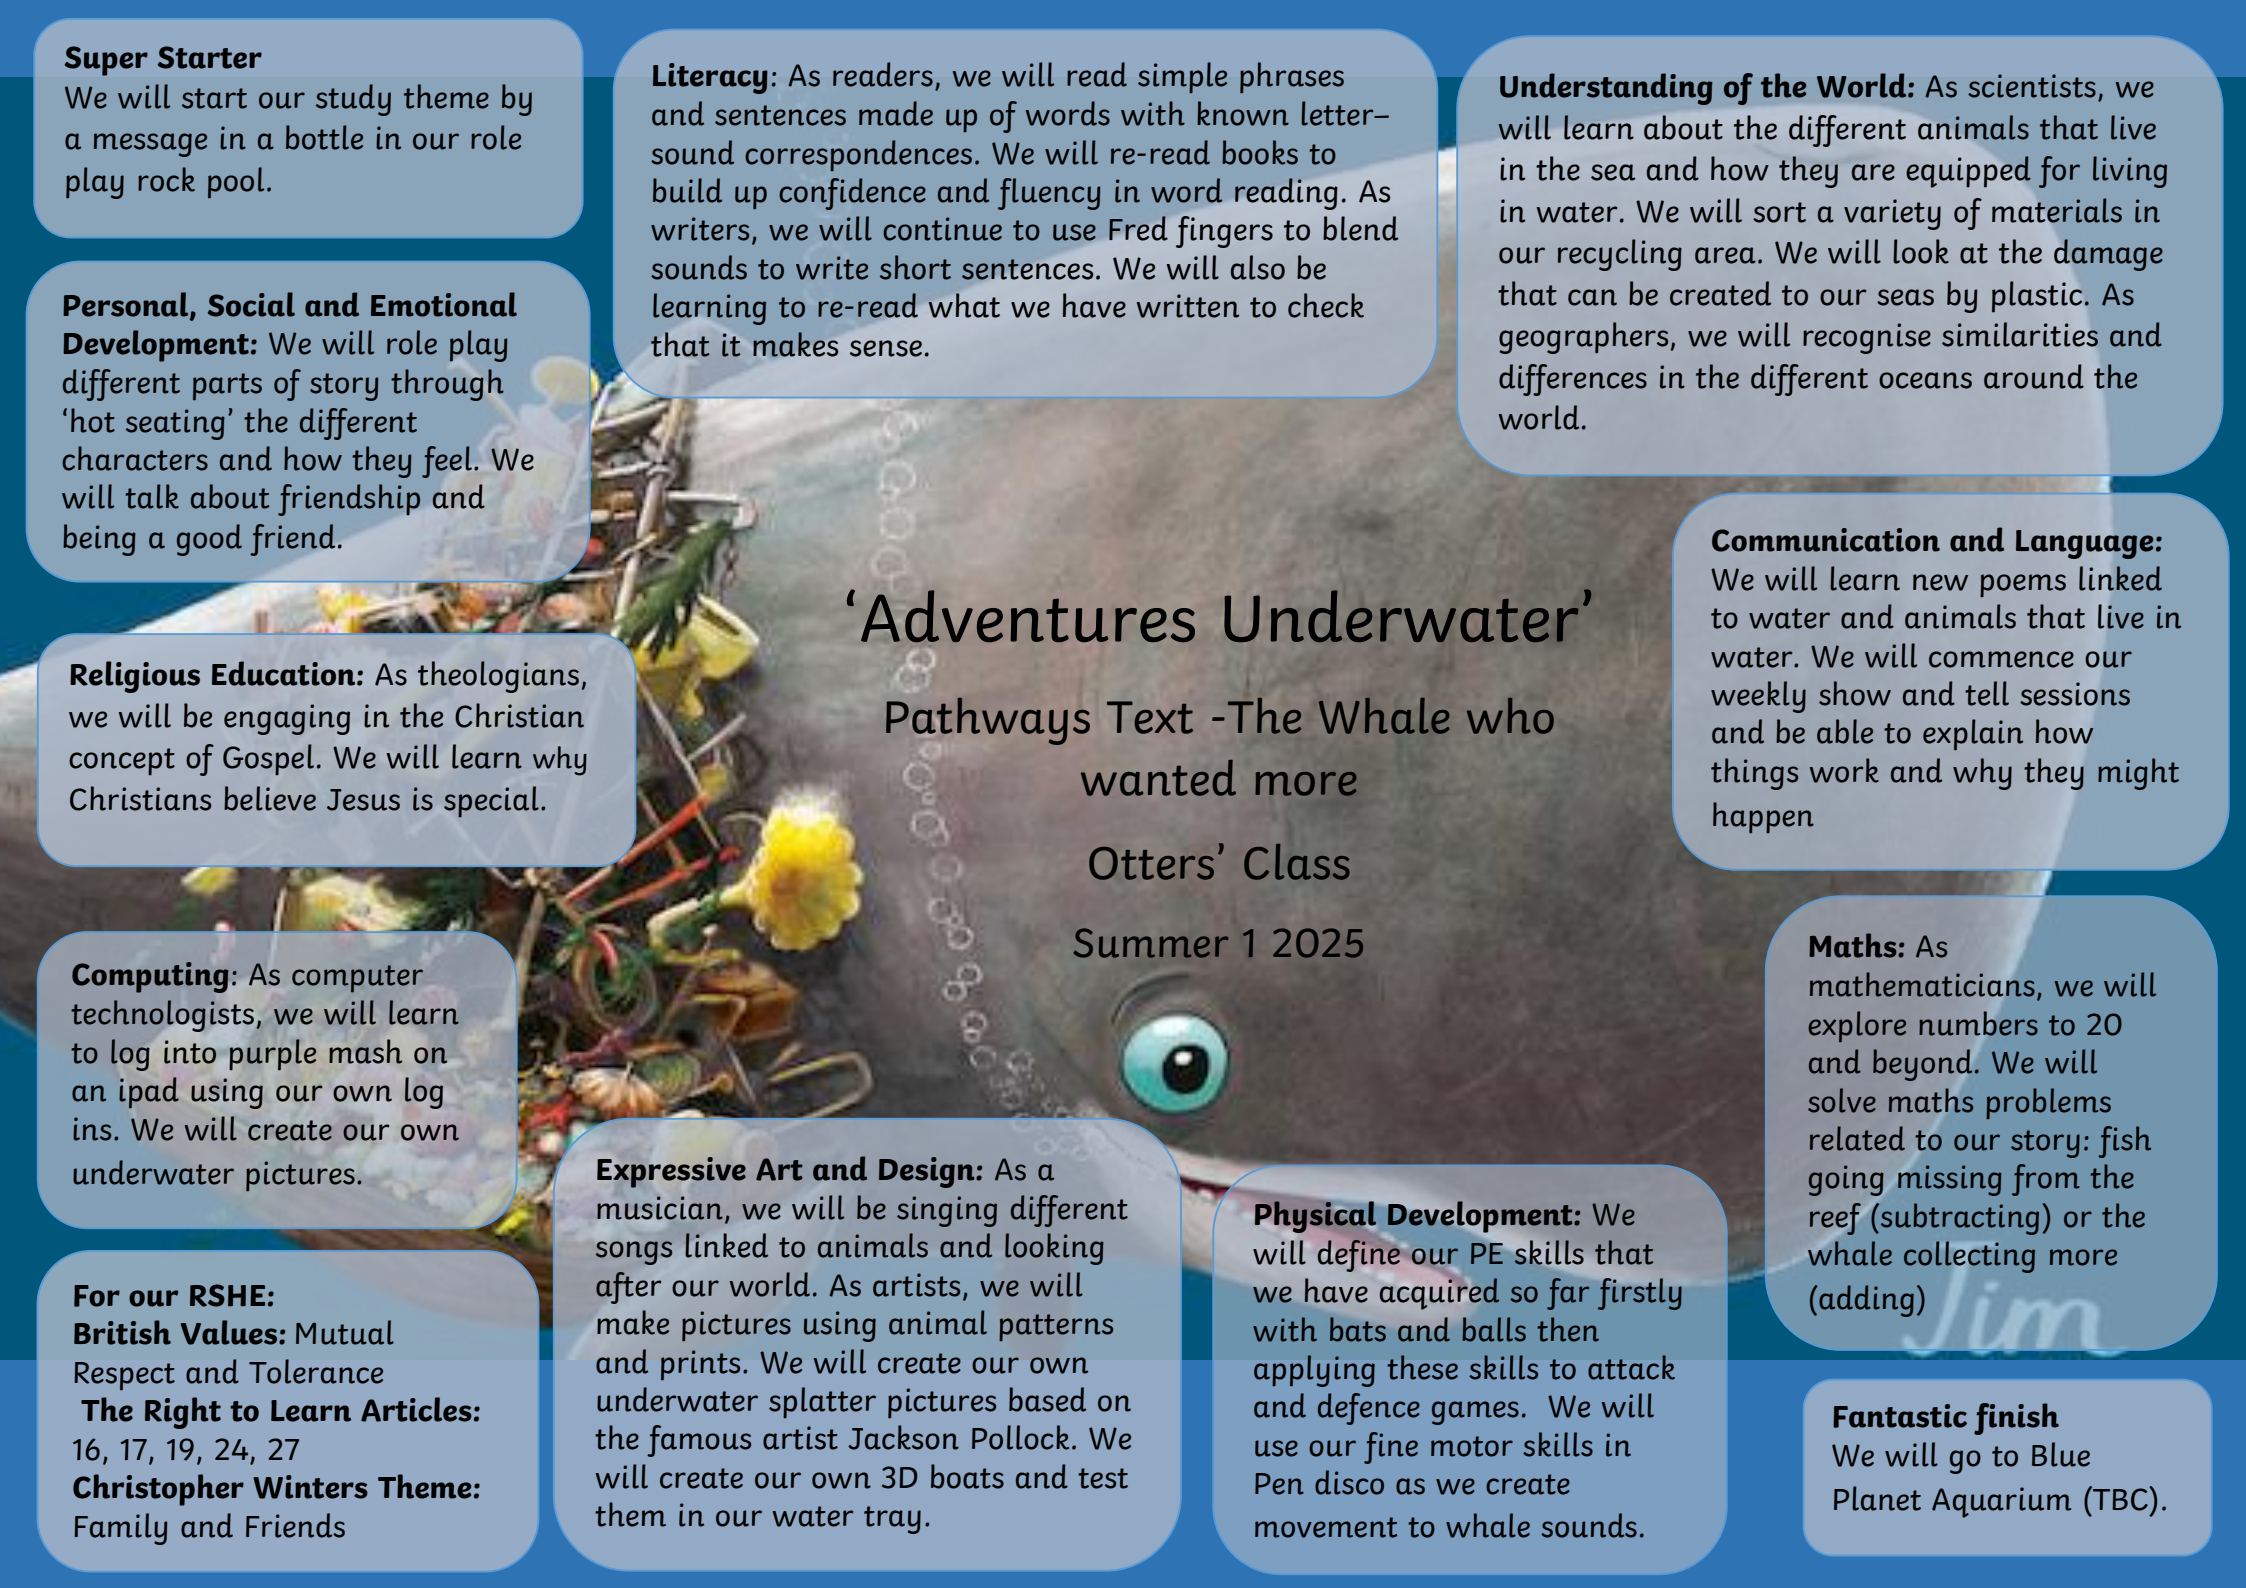 Super Starter
We will start our study theme by
a message in a bottle in our role
play rock pool.
Literacy: As readers, we will read simple phrases
and sentences made up of words with known letter–
sound correspondences. We will re-read books to
build up confidence and fluency in word reading. As
writers, we will continue to use Fred fingers to blend
sounds to write short sentences. We will also be
learning to re-read what we have written to check
that it makes sense.
Understanding of the World: As scientists, we
will learn about the different animals that live
in the sea and how they are equipped for living
in water. We will sort a variety of materials in
our recycling area. We will look at the damage
that can be created to our seas by plastic. As
geographers, we will recognise similarities and
differences in the different oceans around the
world.
Personal, Social and Emotional
Development: We will role play
different parts of story through
‘hot seating’ the different
characters and how they feel. We
will talk about friendship and
being a good friend.
Communication and Language:
We will learn new poems linked
to water and animals that live in
water. We will commence our
weekly show and tell sessions
and be able to explain how
things work and why they might
happen
‘Adventures Underwater’
Pathways Text -The Whale who
wanted more
Otters’ Class
Summer 1 2025
Religious Education: As theologians,
we will be engaging in the Christian
concept of Gospel. We will learn why
Christians believe Jesus is special.
Computing: As computer
technologists, we will learn
to log into purple mash on
an ipad using our own log
ins. We will create our own
underwater pictures.
Maths: As
mathematicians, we will
explore numbers to 20
and beyond. We will
solve maths problems
related to our story: fish
going missing from the
reef (subtracting) or the
whale collecting more
(adding)
Jim
For our RSHE:
British Values: Mutual
Respect and Tolerance
The Right to Learn Articles:
16, 17, 19, 24, 27
Christopher Winters Theme:
Family and Friends
Expressive Art and Design: As a
musician, we will be singing different
songs linked to animals and looking
after our world. As artists, we will
make pictures using animal patterns
and prints. We will create our own
underwater splatter pictures based on
the famous artist Jackson Pollock. We
will create our own 3D boats and test
them in our water tray.
Physical Development: We
will define our PE skills that
we have acquired so far firstly
with bats and balls then
applying these skills to attack
and defence games.  We will
use our fine motor skills in
Pen disco as we create
movement to whale sounds.
Fantastic finish
We will go to Blue
Planet Aquarium (TBC).